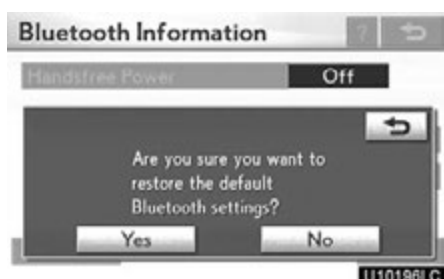 Bluetooth Information ?
Handsfree Power Off
Are you sure you want to
restore the default
Bluetooth settings?
Yes No
U10196LC